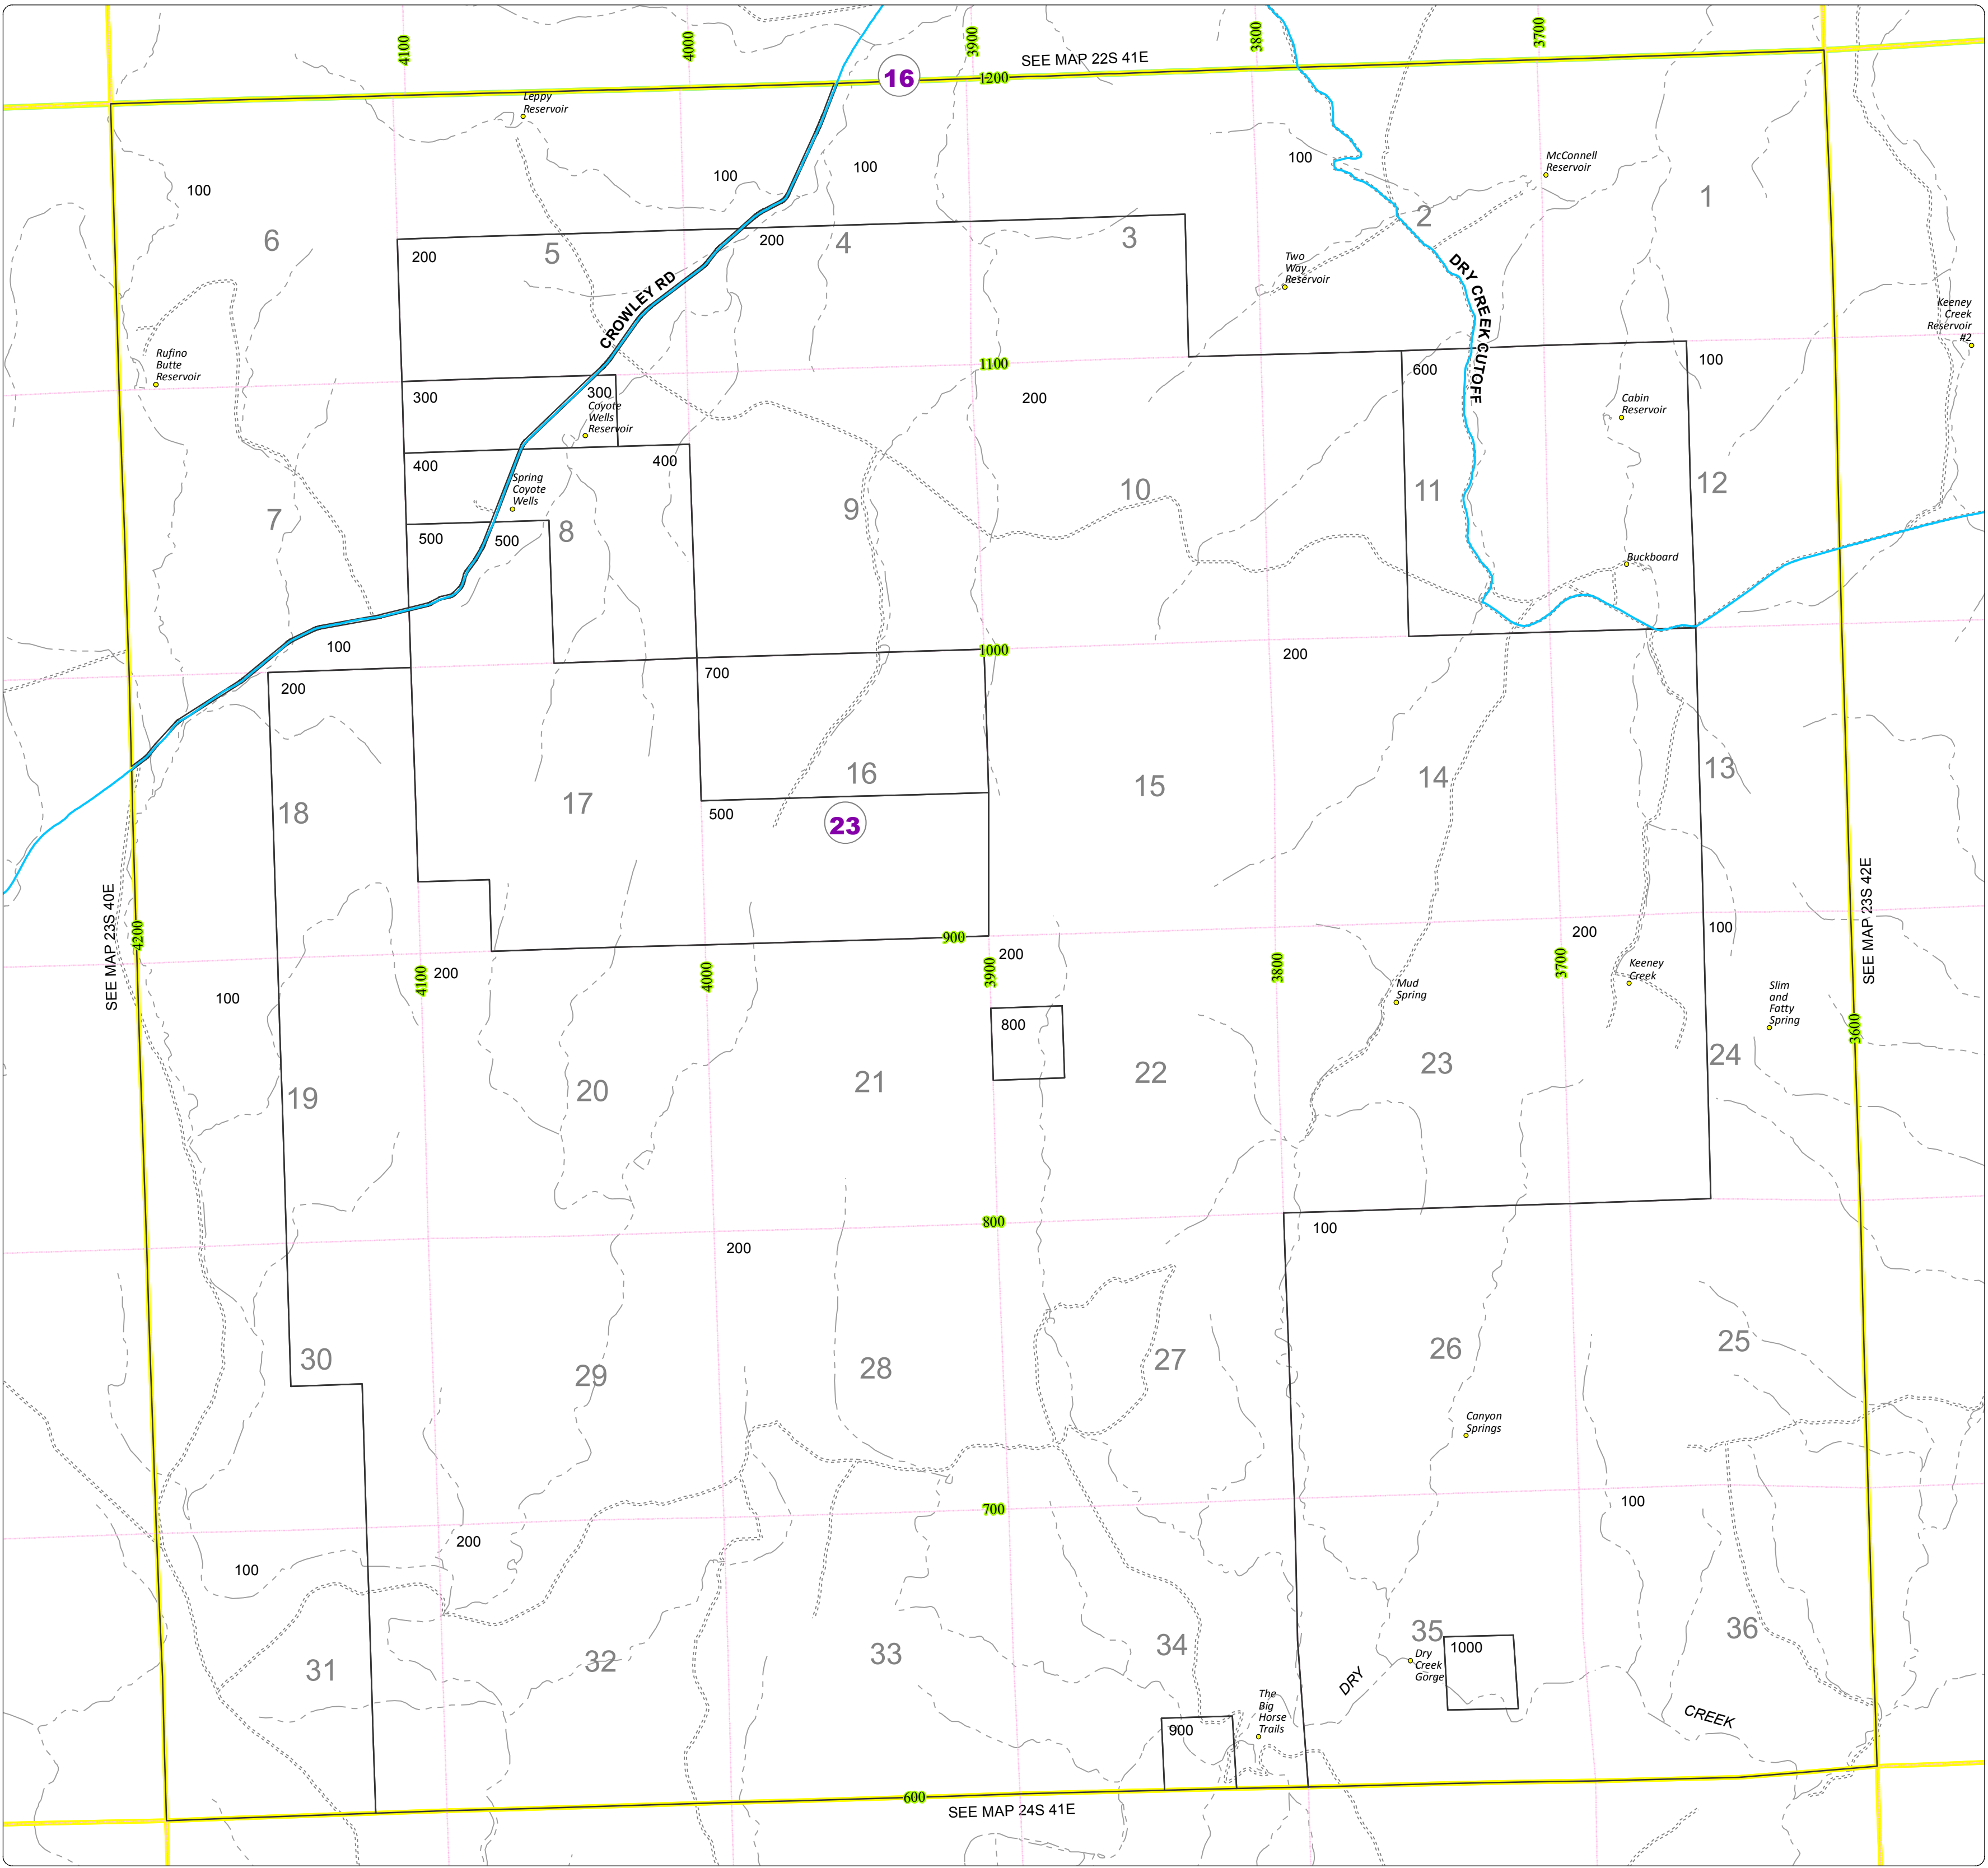 4100
4000
3900
3800
3700
SEE MAP 22S 41E
16
1200
Leppy
Reservoir
100
100
100
100
McConnell
Reservoir
1
2
6
5
4
3
200
200
Two
Way
Reservoir
DRY CREEK CUTOFF
CROWLEY RD
Keeney
Creek
Reservoir
#2
Rufino
Butte
Reservoir
1100
600
100
300
300
Coyote
Wells
Reservoir
200
Cabin
Reservoir
400
400
Spring
Coyote
Wells
7
8
9
10
11
12
500
500
Buckboard
100
1000
200
200
700
18
17
16
15
14
13
500
23
SEE MAP 23S 40E
4200
SEE MAP 23S 42E
3600
900
200
100
4100
200
4000
200
3900
3800
3700
100
Mud
Spring
Keeney
Creek
Slim
and
Fatty
Spring
800
19
20
21
22
23
24
800
100
200
30
29
28
27
26
25
Canyon
Springs
700
100
200
100
31
32
33
34
35
36
1000
Dry
Creek
Gorge
DRY
CREEK
The
Big
Horse
Trails
900
600
SEE MAP 24S 41E